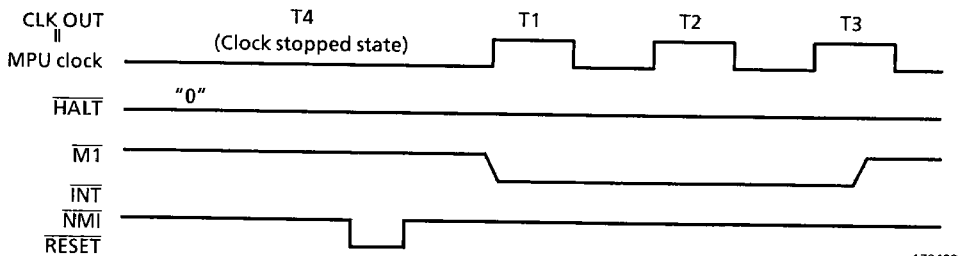 CLK OUT
T4
T1
T2
T3
॥
(Clock stopped state)
MPU clock
HALT
"0"
M1
INT
NMI
RESET